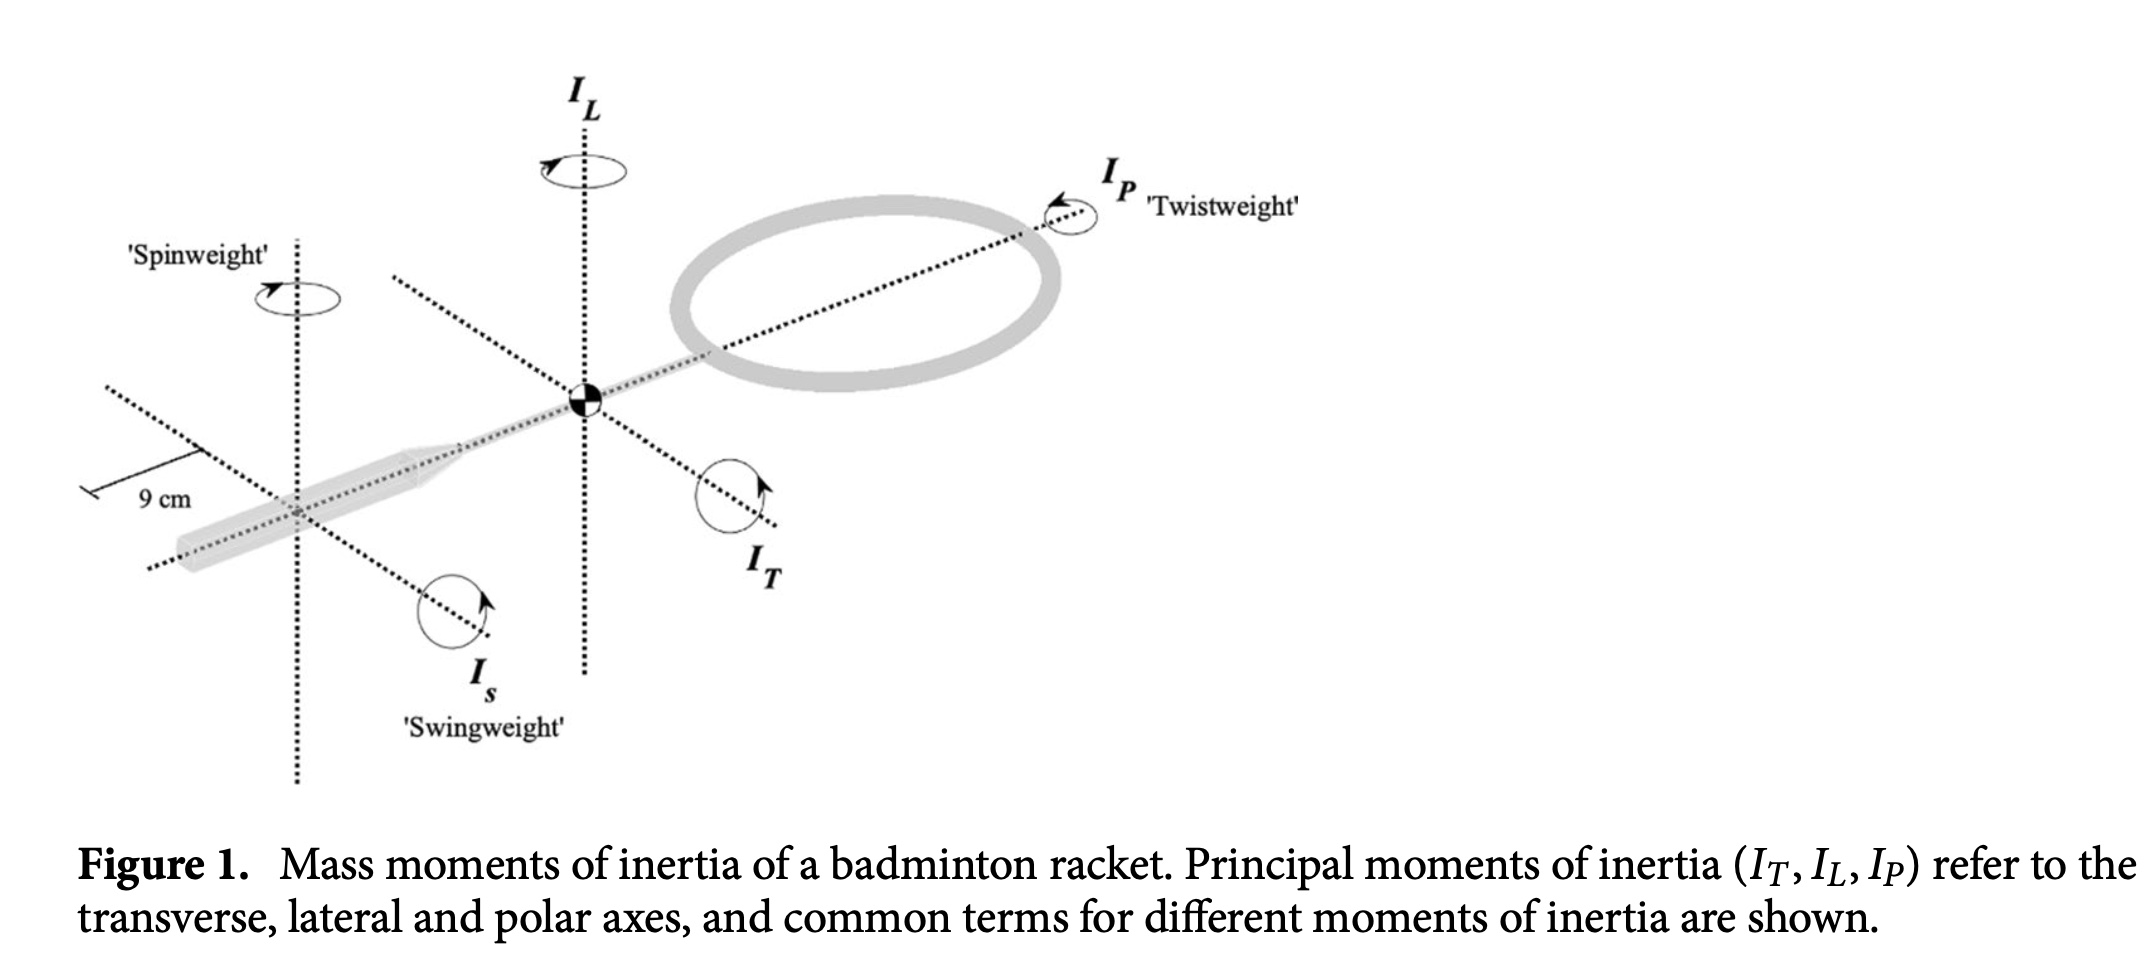 I_L
I_P 'Twistweight'
'Spinweight'
9 cm
I_T
I_s
'Swingweight'
Figure 1. Mass moments of inertia of a badminton racket. Principal moments of inertia (I_T, I_L, I_P) refer to the
transverse, lateral and polar axes, and common terms for different moments of inertia are shown.